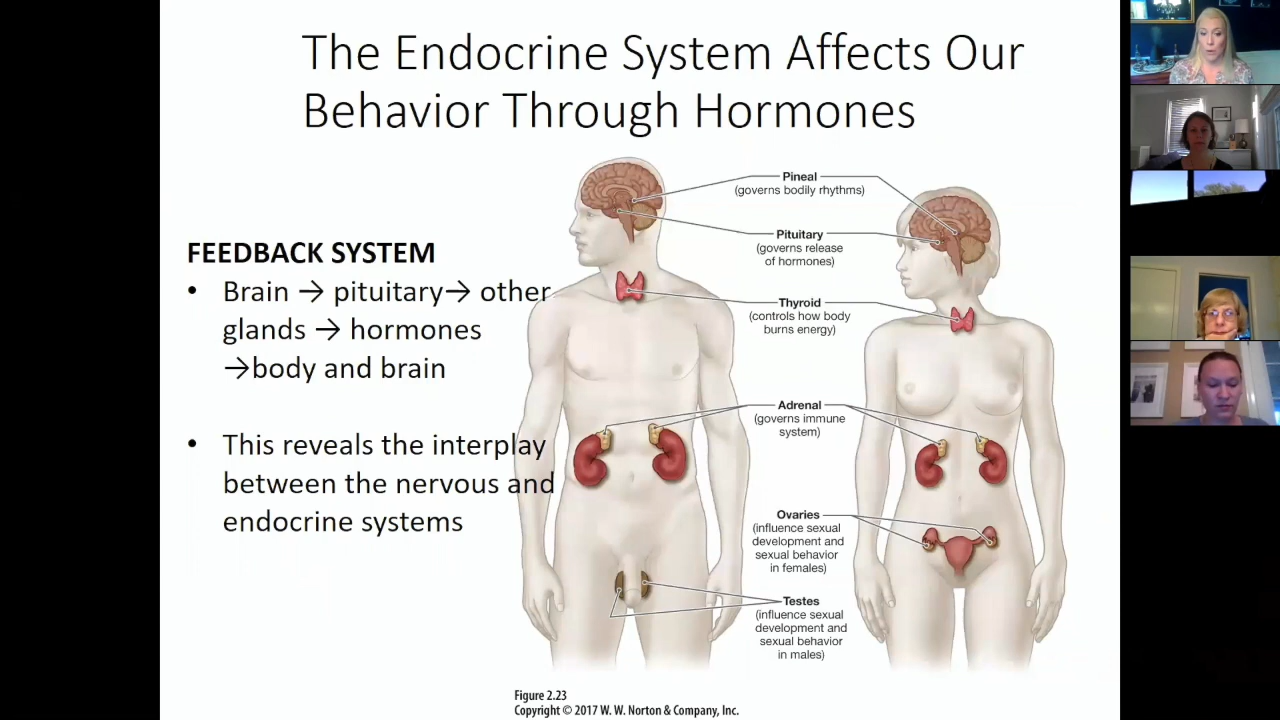 The Endocrine System Affects Our
Behavior Through Hormones
FEEDBACK SYSTEM
• Brain → pituitary→ other
glands → hormones
→body and brain
• This reveals the interplay
between the nervous and
endocrine systems
Pineal
(governs bodily rhythms)
Pituitary
(governs release
of hormones)
Thyroid
(controls how body
burns energy)
Adrenal
(governs immune
system)
Ovaries
(influence sexual
development and
sexual behavior
in females)
Testes
(influence sexual
development and
sexual behavior
in males)
Figure 2.23
Copyright © 2017 W. W. Norton & Company, Inc.